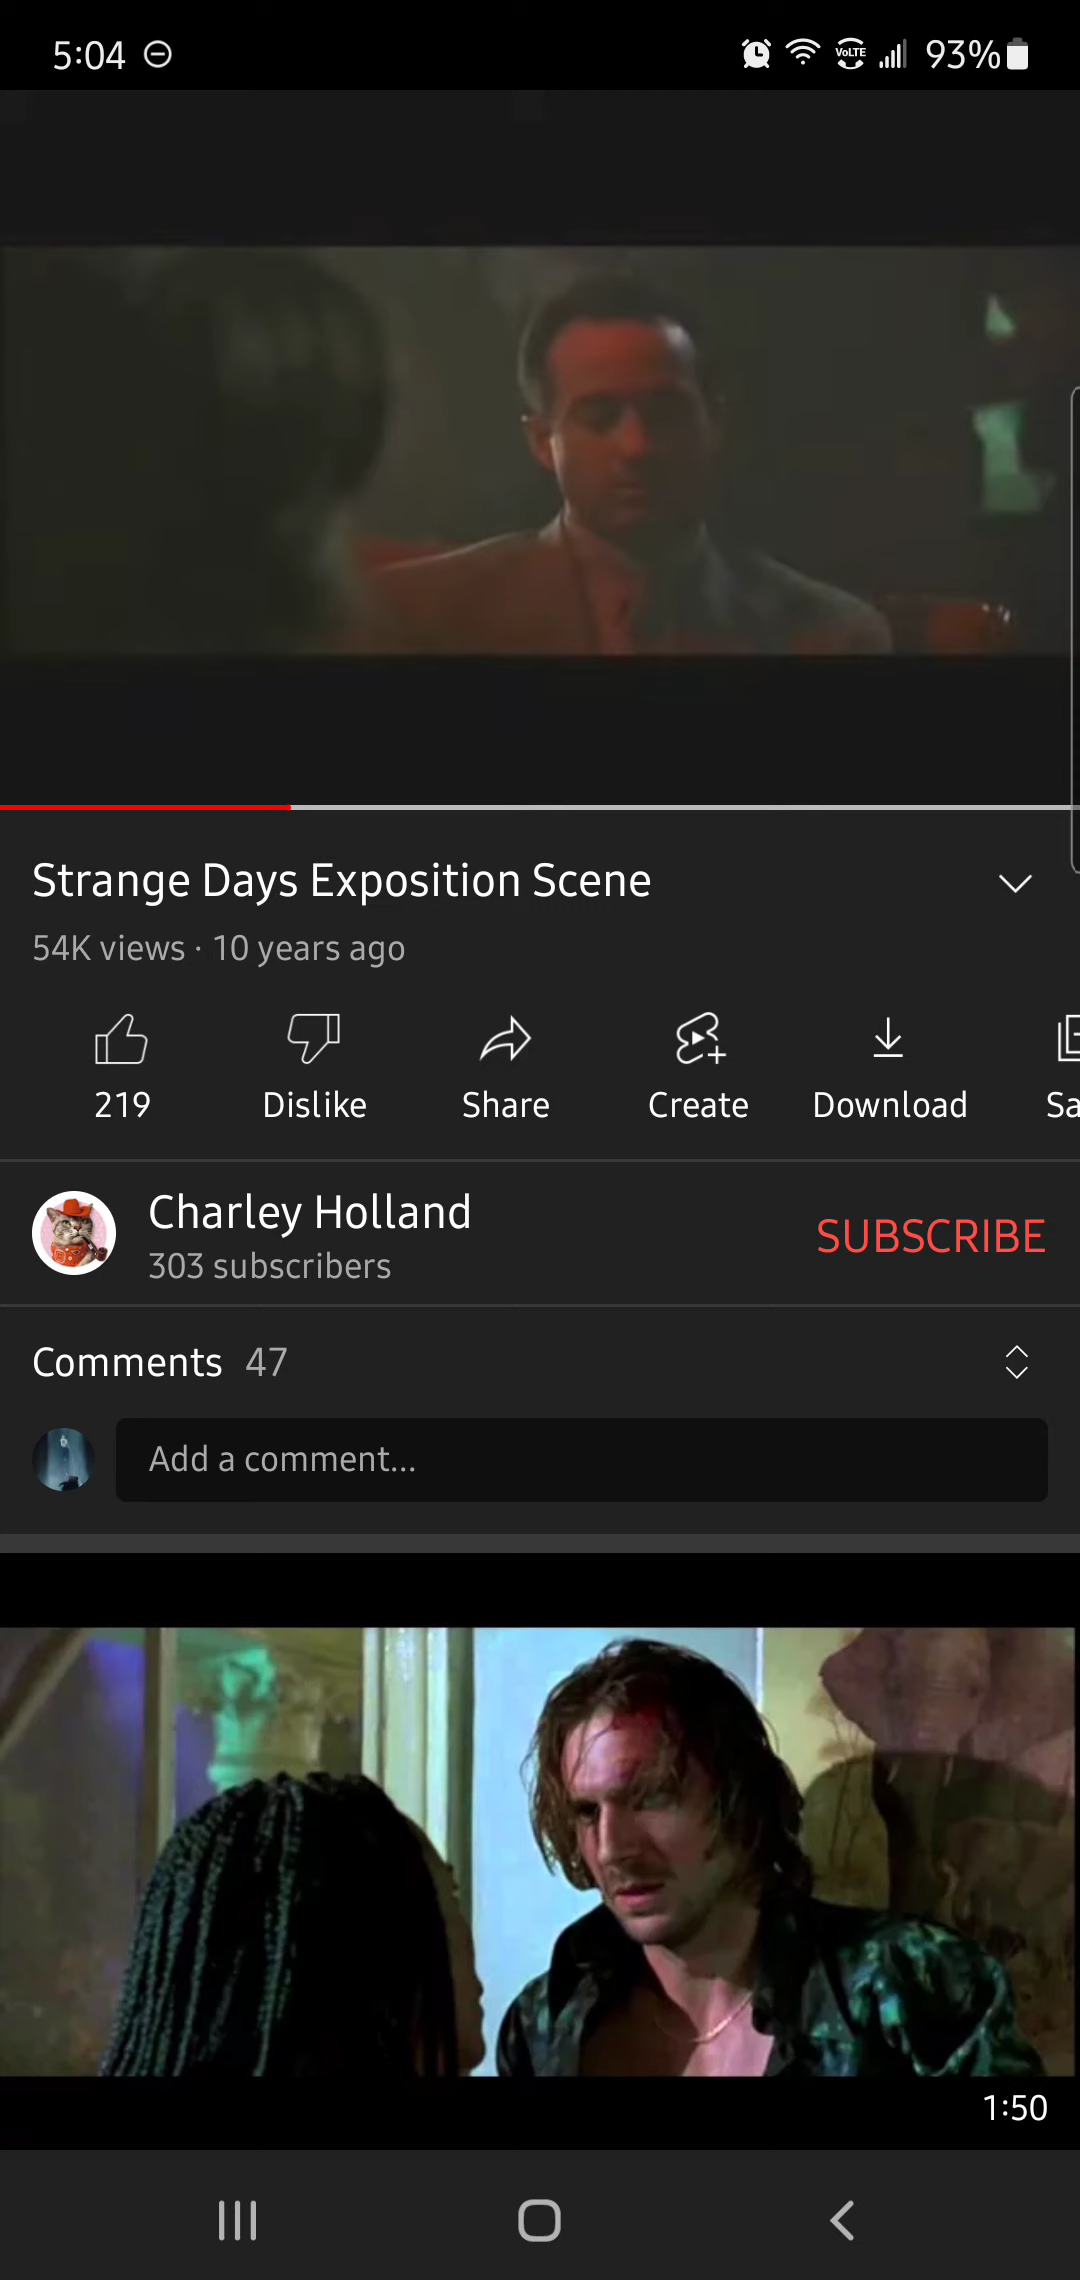 5:04 VoLTE 93%
Strange Days Exposition Scene
54K views · 10 years ago
219 Dislike Share Create Download Sa
Charley Holland
303 subscribers
SUBSCRIBE
Comments 47
Add a comment...
1:50